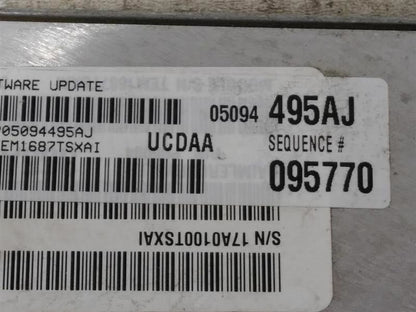 TWARE UPDATE
05094 495AJ
P05094495AJ
EM1687TSXAI
UCDAA
SEQUENCE #
095770
S/N 17A0100TSXAI